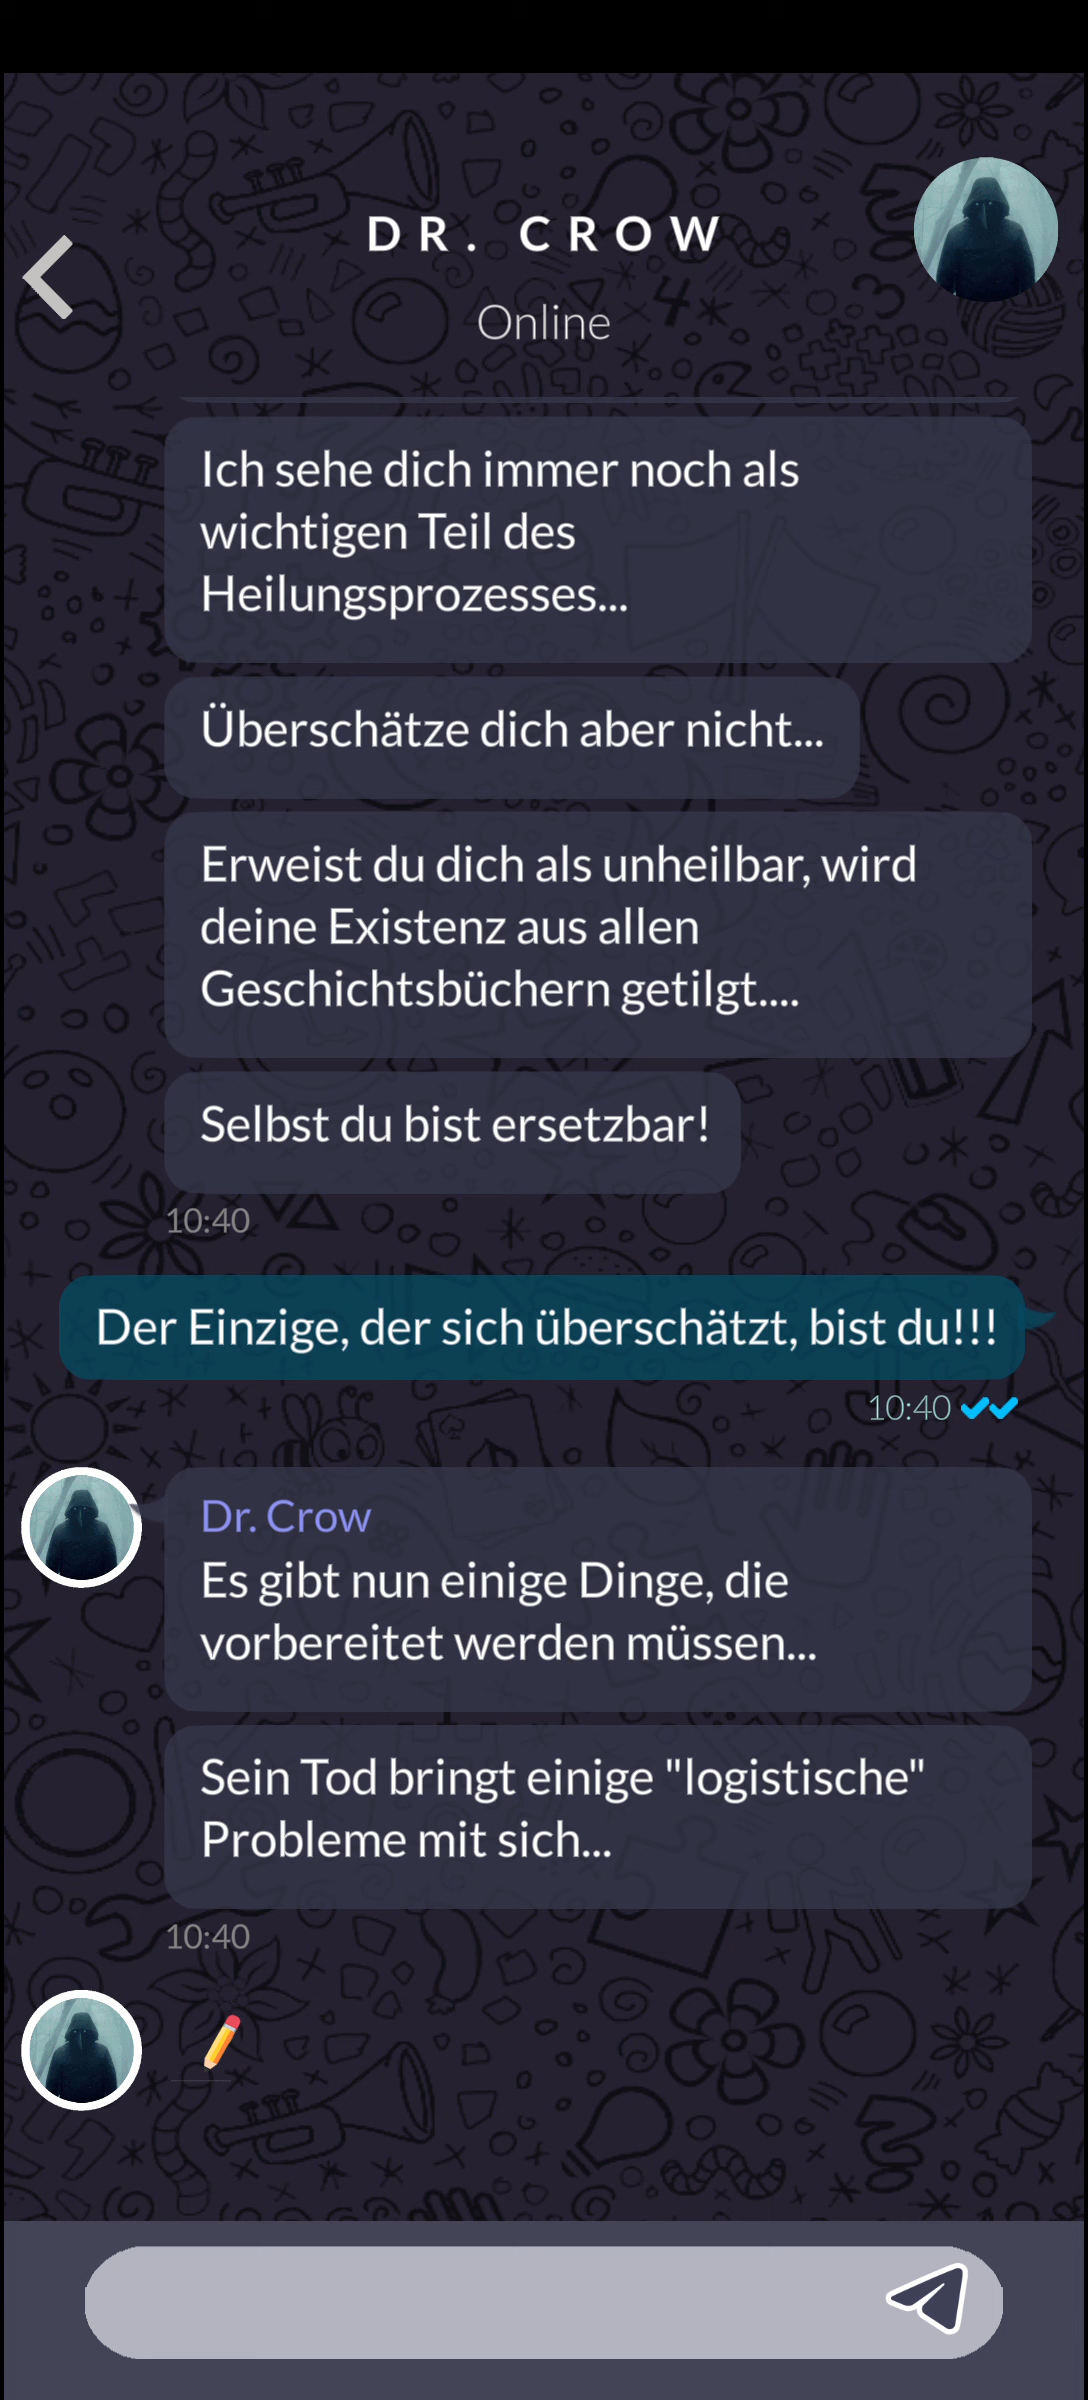 DR. CROW
Online
Ich sehe dich immer noch als
wichtigen Teil des
Heilungsprozesses...
Überschätze dich aber nicht...
Erweist du dich als unheilbar, wird
deine Existenz aus allen
Geschichtsbüchern getilgt....
Selbst du bist ersetzbar!
10:40
Der Einzige, der sich überschätzt, bist du!!!
10:40
Dr. Crow
Es gibt nun einige Dinge, die
vorbereitet werden müssen...
Sein Tod bringt einige "logistische"
Probleme mit sich...
10:40